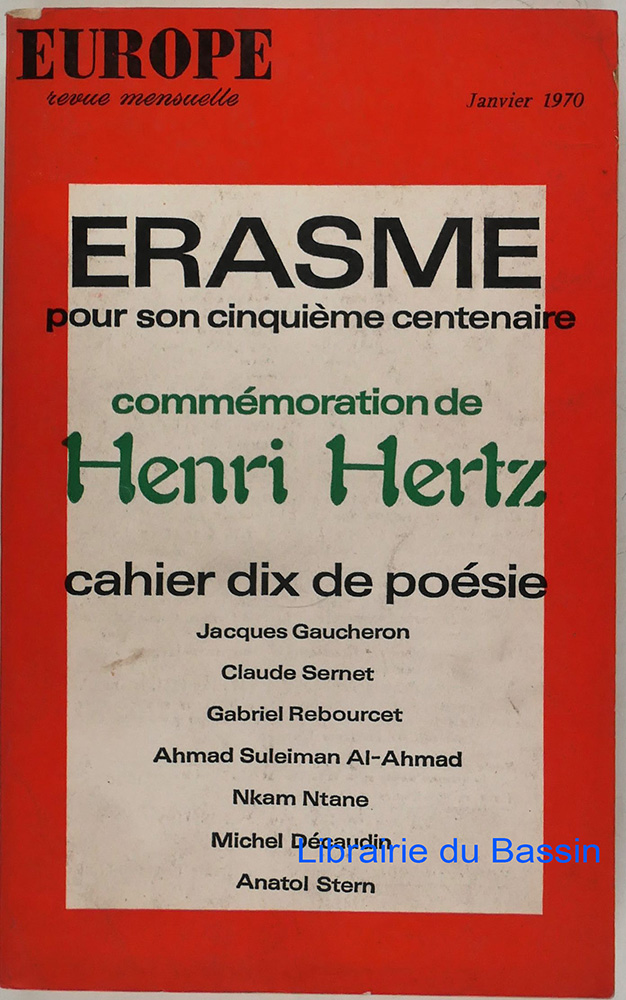 EUROPE
revue mensuelle
Janvier 1970
ERASME
pour son cinquième centenaire
commémoration de
Henri Hertz
cahier dix de poésie
Jacques Gaucheron
Claude Sernet
Gabriel Rebourcet
Ahmad Suleiman Al-Ahmad
Nkam Ntane
Michel Décaudin
Librairie du Bassin
Anatol Stern